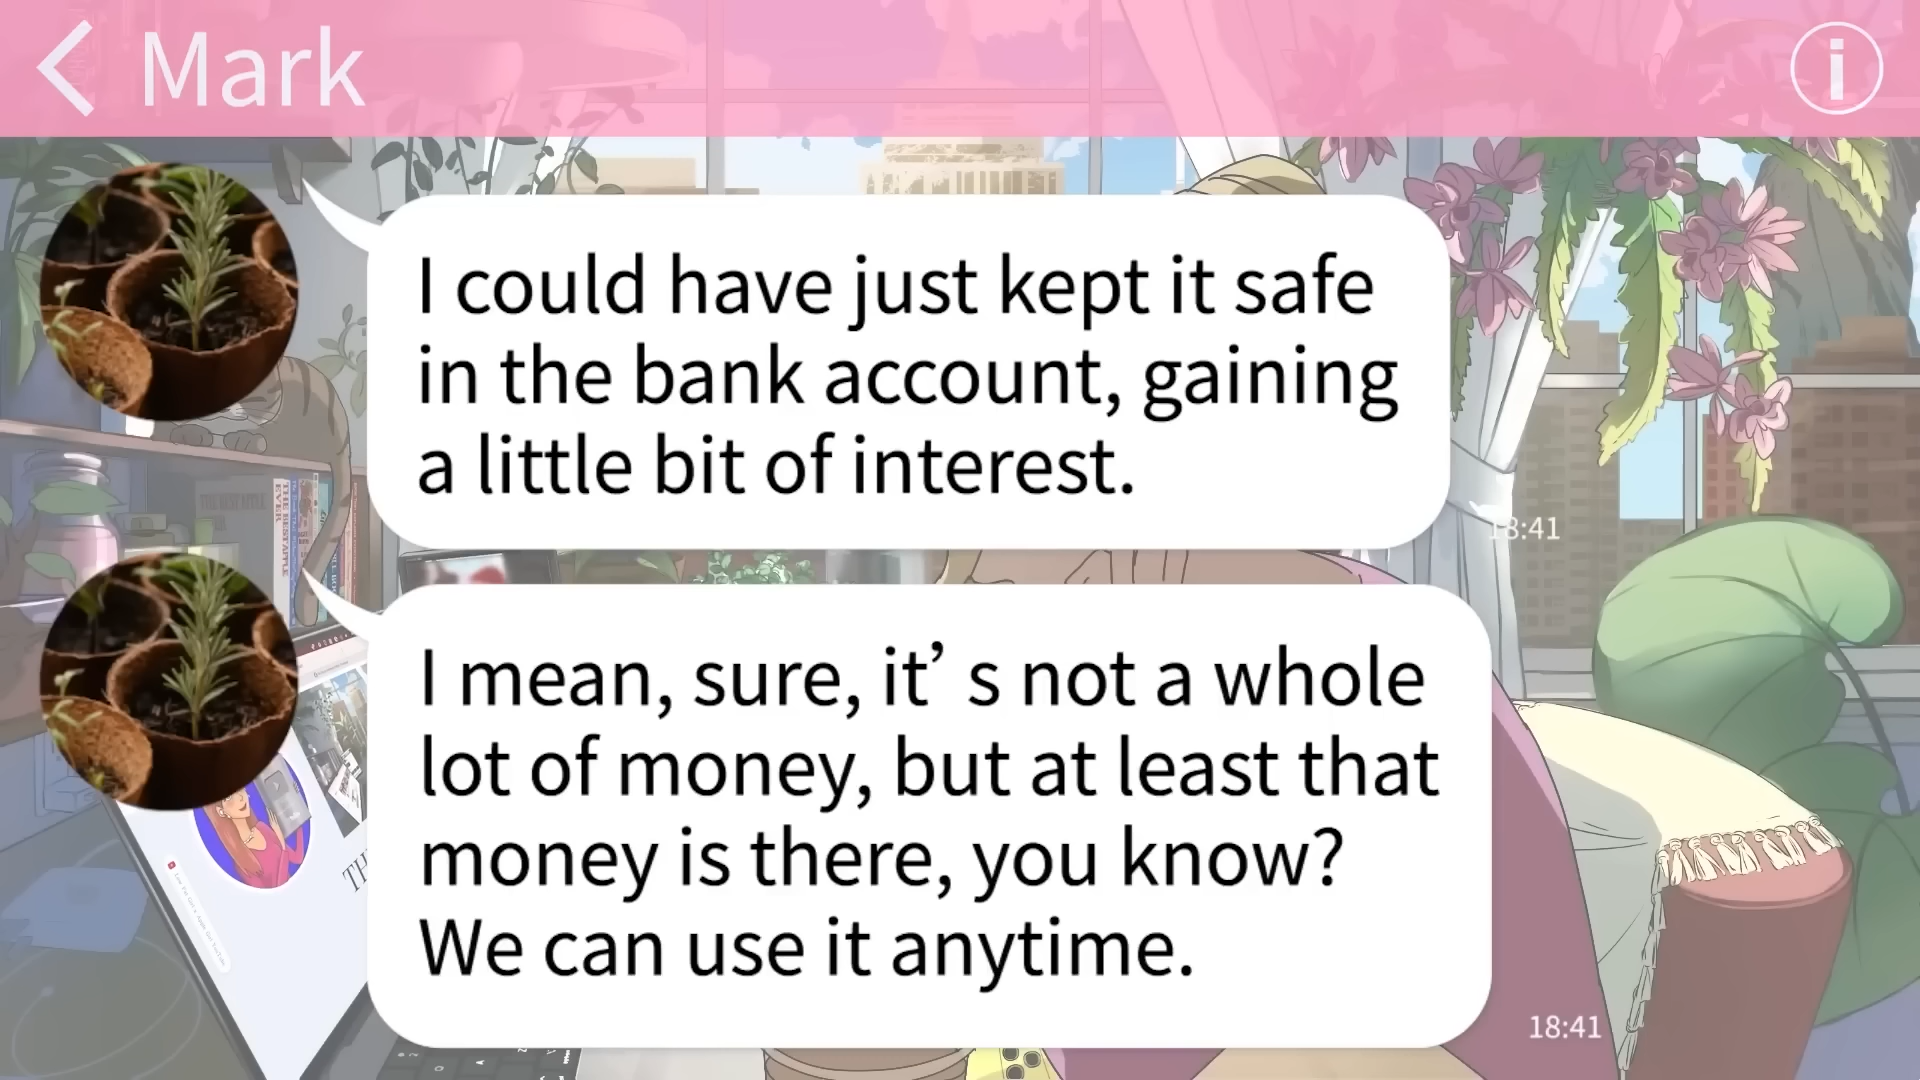 Mark
I could have just kept it safe
in the bank account, gaining
a little bit of interest.
18:41
I mean, sure, it’s not a whole
lot of money, but at least that
money is there, you know?
We can use it anytime.
18:41